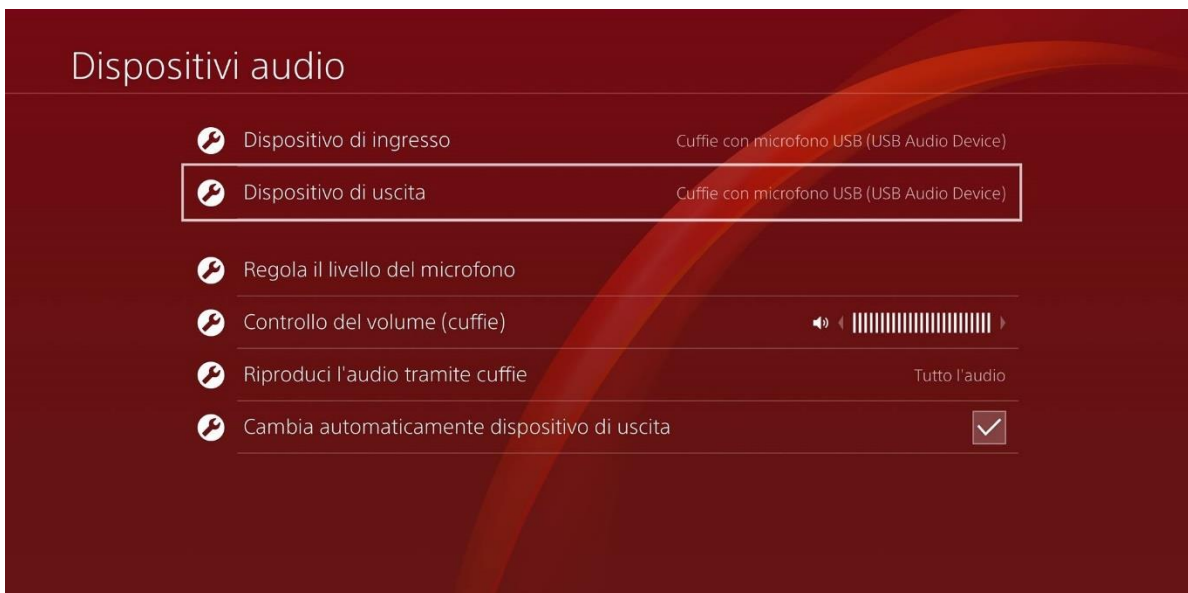 Dispositivi audio
Dispositivo di ingresso Cuffie con microfono USB (USB Audio Device)
Dispositivo di uscita Cuffie con microfono USB (USB Audio Device)
Regola il livello del microfono
Controllo del volume (cuffie)
Riproduci l'audio tramite cuffie Tutto l'audio
Cambia automaticamente dispositivo di uscita